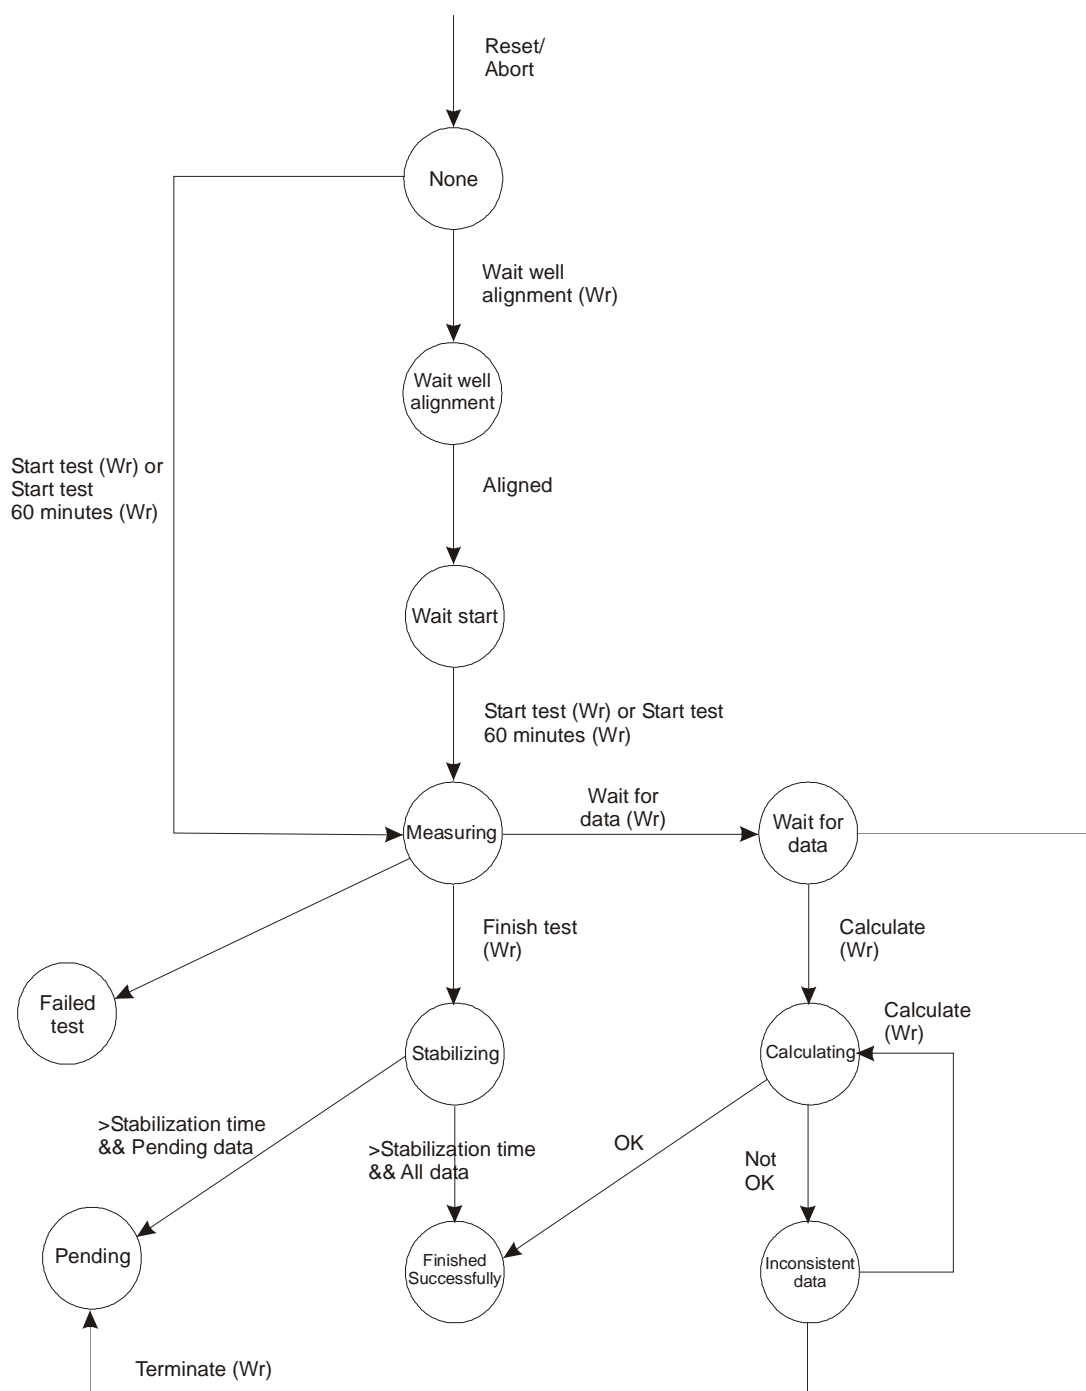 Reset/
Abort
None
Wait well
alignment (Wr)
Wait well
alignment
Start test (Wr) or
Start test
60 minutes (Wr)
Aligned
Wait start
Start test (Wr) or Start test
60 minutes (Wr)
Measuring
Wait for
data (Wr)
Wait for
data
Finish test
(Wr)
Calculate
(Wr)
Failed
test
Stabilizing
Calculating
Calculate
(Wr)
>Stabilization time
&& Pending data
>Stabilization time
&& All data
OK
Not
OK
Pending
Finished
Successfully
Inconsistent
data
Terminate (Wr)